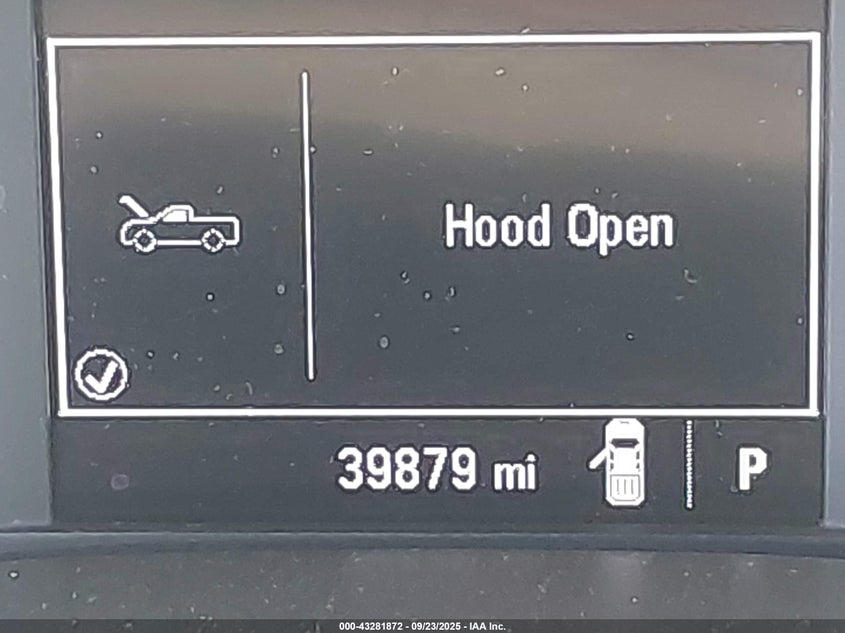 Hood Open
39879 mi
P
000-43281872 - 09/23/2025 - IAA Inc.